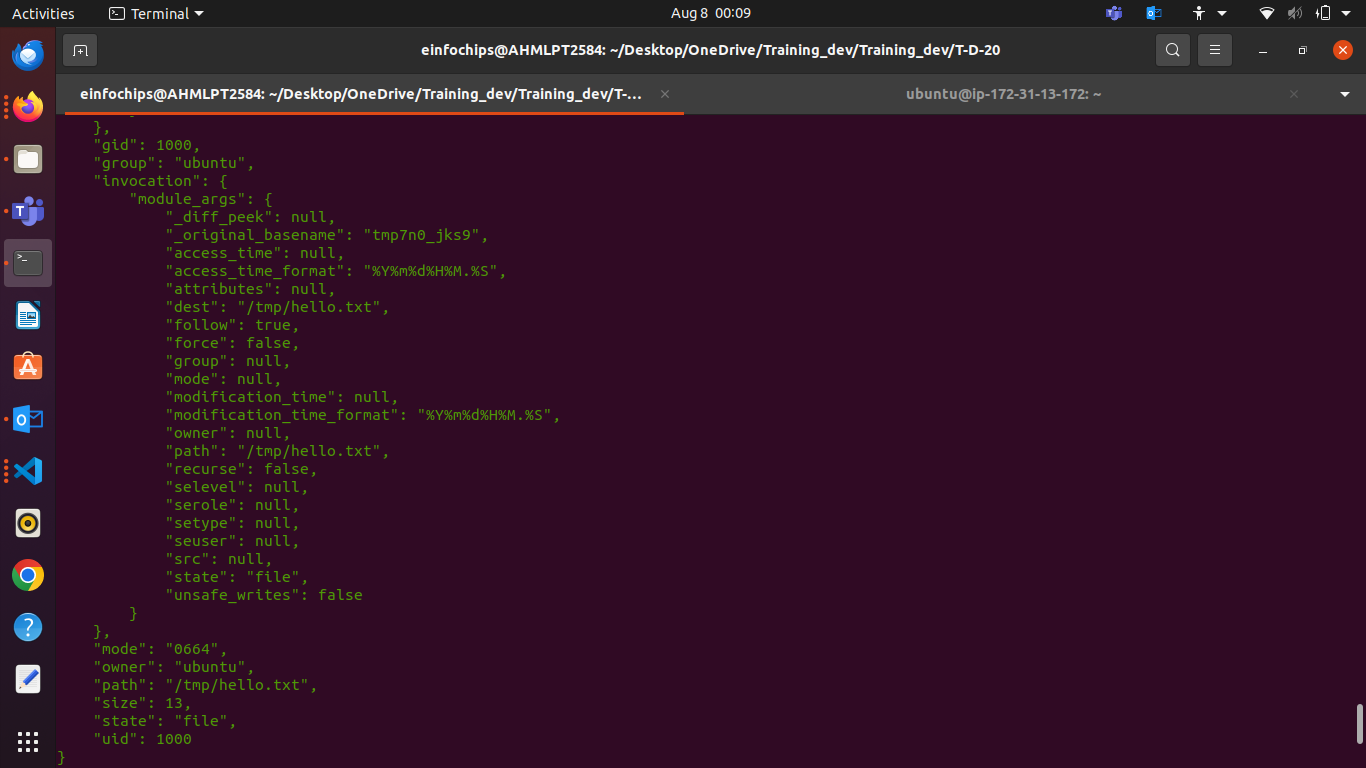 Activities
Terminal
Aug 8 00:09
einfochips@AHMLPT2584: ~/Desktop/OneDrive/Training_dev/Training_dev/T-D-20
einfochips@AHMLPT2584: ~/Desktop/OneDrive/Training_dev/Training_dev/T-...
ubuntu@ip-172-31-13-172: ~
},
"gid": 1000,
"group": "ubuntu",
"invocation": {
"module_args": {
"_diff_peek": null,
"_original_basename": "tmp7n0_jks9",
"access_time": null,
"access_time_format": "%Y%m%d%H%M.%S",
"attributes": null,
"dest": "/tmp/hello.txt",
"follow": true,
"force": false,
"group": null,
"mode": null,
"modification_time": null,
"modification_time_format": "%Y%m%d%H%M.%S",
"owner": null,
"path": "/tmp/hello.txt",
"recurse": false,
"selevel": null,
"serole": null,
"setype": null,
"seuser": null,
"src": null,
"state": "file",
"unsafe_writes": false
}
},
"mode": "0664",
"owner": "ubuntu",
"path": "/tmp/hello.txt",
"size": 13,
"state": "file",
"uid": 1000
}